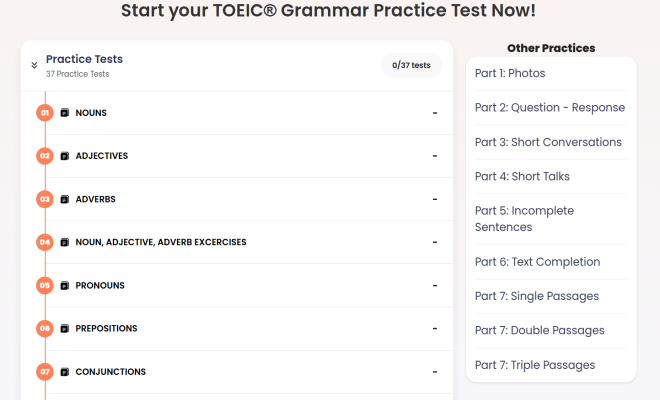 Start your TOEIC® Grammar Practice Test Now!
Practice Tests
37 Practice Tests
0/37 tests
01 NOUNS -
02 ADJECTIVES -
03 ADVERBS -
04 NOUN, ADJECTIVE, ADVERB EXCERCISES -
05 PRONOUNS -
06 PREPOSITIONS -
07 CONJUNCTIONS -
Other Practices
Part 1: Photos
Part 2: Question - Response
Part 3: Short Conversations
Part 4: Short Talks
Part 5: Incomplete
Sentences
Part 6: Text Completion
Part 7: Single Passages
Part 7: Double Passages
Part 7: Triple Passages